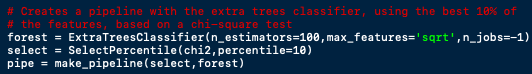 # Creates a pipeline with the extra trees classifier, using the best 10% of
# the features, based on a chi-square test
forest = ExtraTreesClassifier(n_estimators=100,max_features='sqrt',n_jobs=-1)
select = SelectPercentile(chi2,percentile=10)
pipe = make_pipeline(select,forest)